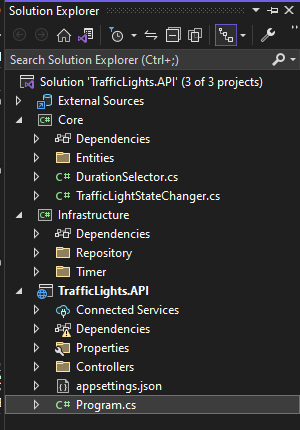 Solution Explorer
Search Solution Explorer (Ctrl+;)
Solution 'TrafficLights.API' (3 of 3 projects)
External Sources
Core
Dependencies
Entities
C# DurationSelector.cs
C# TrafficLightStateChanger.cs
Infrastructure
Dependencies
Repository
Timer
TrafficLights.API
Connected Services
Dependencies
Properties
Controllers
appsettings.json
C# Program.cs